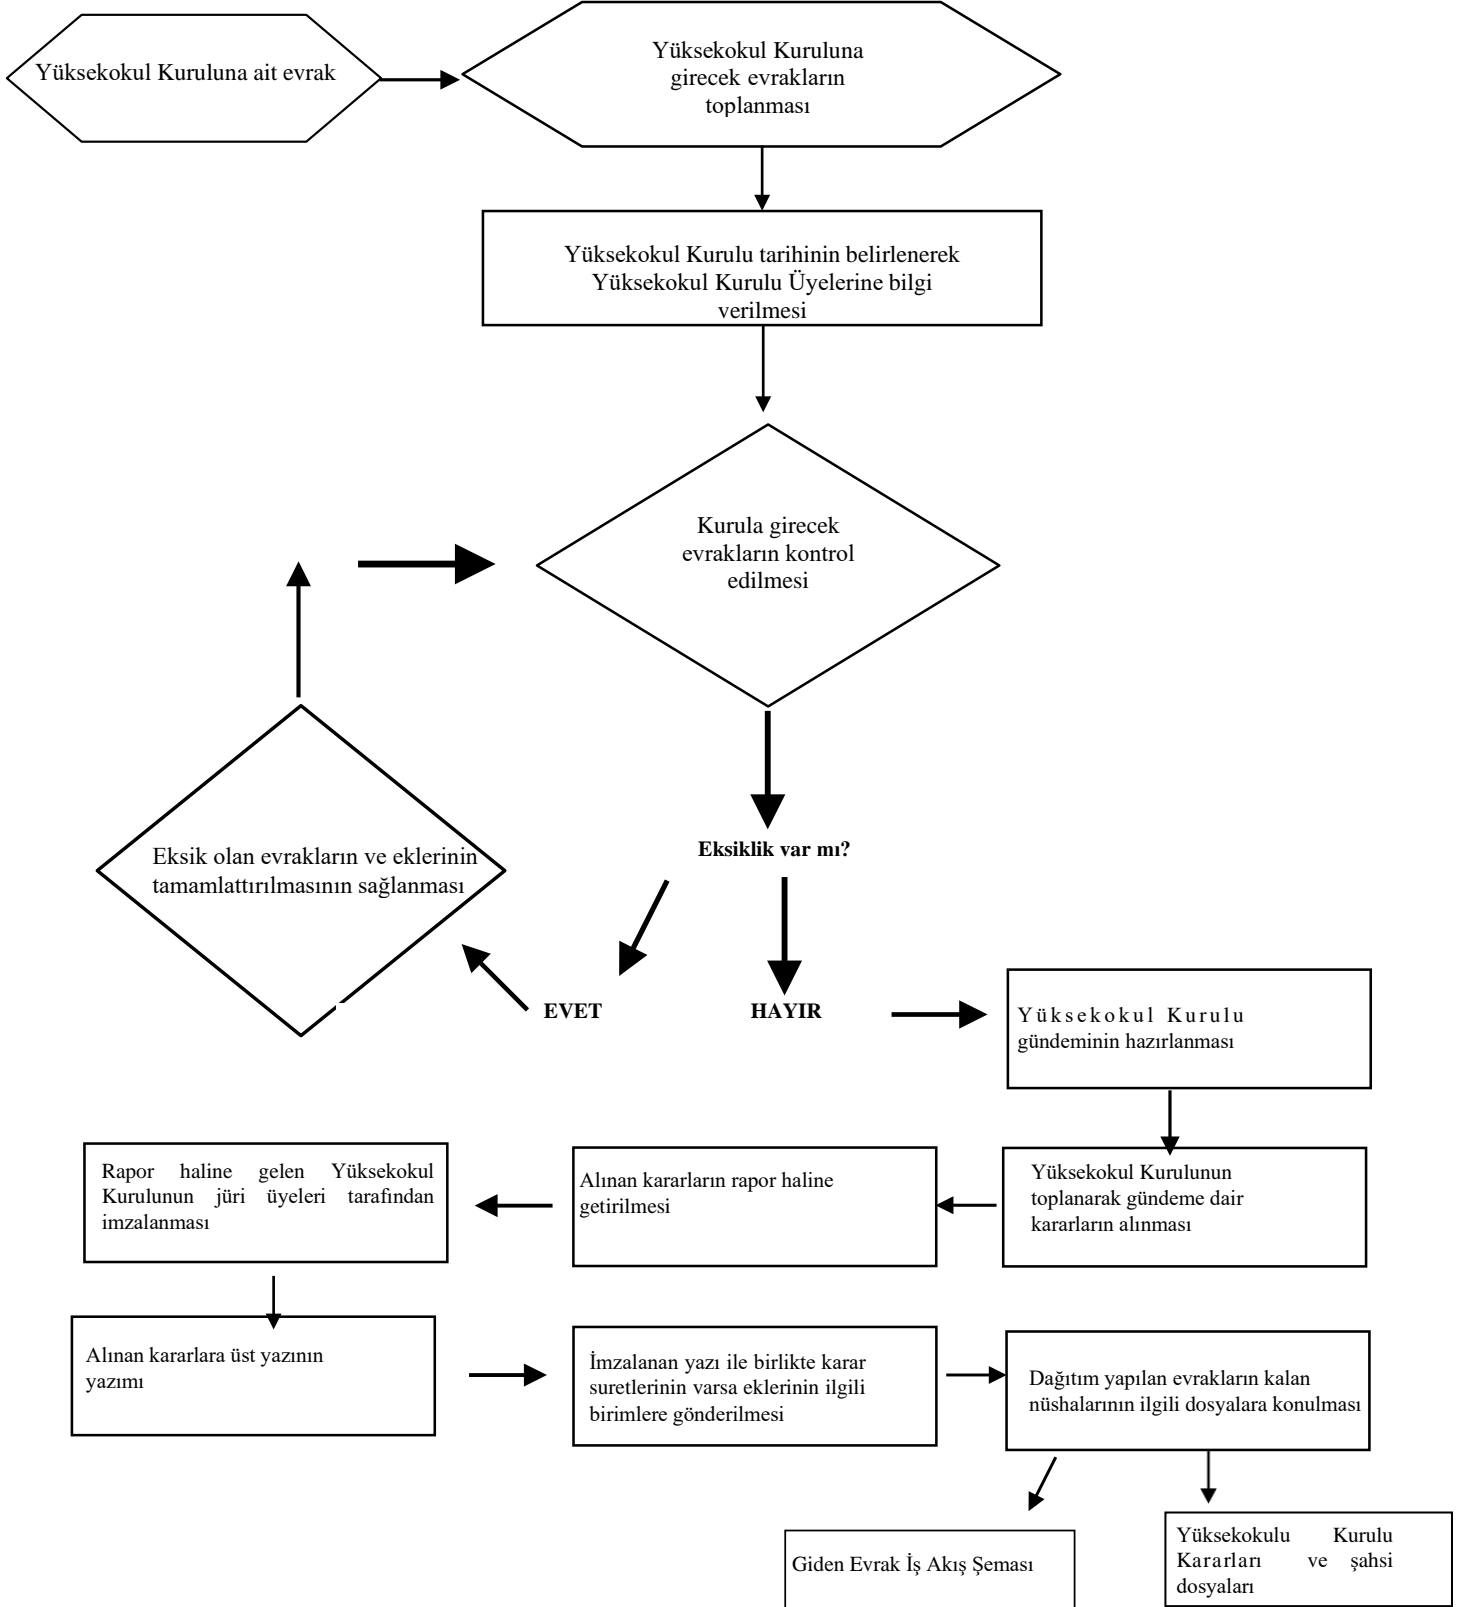 Yüksekokul Kuruluna ait evrak
Yüksekokul Kuruluna
girecek evrakların
toplanması
Yüksekokul Kurulu tarihinin belirlenerek
Yüksekokul Kurulu Üyelerine bilgi
verilmesi
Kurula girecek
evrakların kontrol
edilmesi
Eksik olan evrakların ve eklerinin
tamamlattırılmasının sağlanması
Eksiklik var mı?
EVET
HAYIR
Yüksekokul Kurulu
gündeminin hazırlanması
Yüksekokul Kurulunun
toplanarak gündeme dair
kararların alınması
Alınan kararların rapor haline
getirilmesi
Rapor haline gelen Yüksekokul
Kurulunun jüri üyeleri tarafından
imzalanması
Alınan kararlara üst yazının
yazımı
İmzalanan yazı ile birlikte karar
suretlerinin varsa eklerinin ilgili
birimlere gönderilmesi
Dağıtım yapılan evrakların kalan
nüshalarının ilgili dosyalara konulması
Giden Evrak İş Akış Şeması
Yüksekokulu Kurulu
Kararları ve şahsi
dosyaları